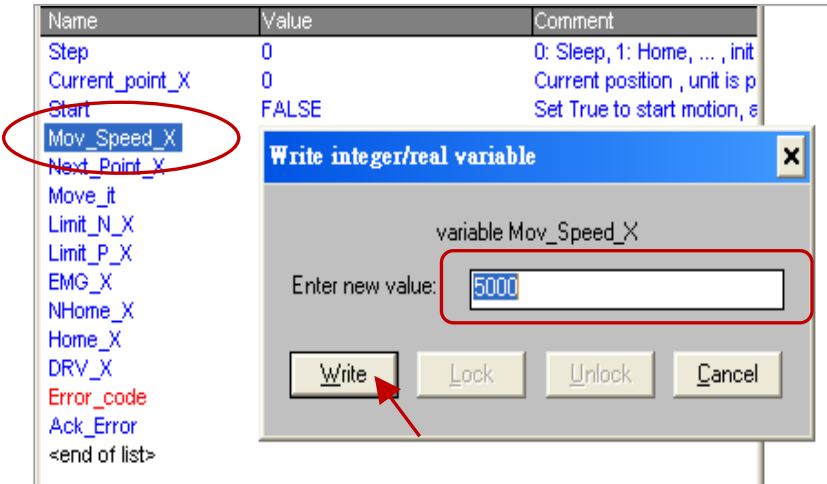 Name Value Comment
Step 0 0: Sleep, 1: Home, ... , init
Current_point_X 0 Current position , unit is p
Start FALSE Set True to start motion, a
Mov_Speed_X
Next_Point_X
Move_it
Limit_N_X
Limit_P_X
EMG_X
NHome_X
Home_X
DRV_X
Error_code
Ack_Error
<end of list>
Write integer/real variable
variable Mov_Speed_X
Enter new value: 5000
Write Lock Unlock Cancel